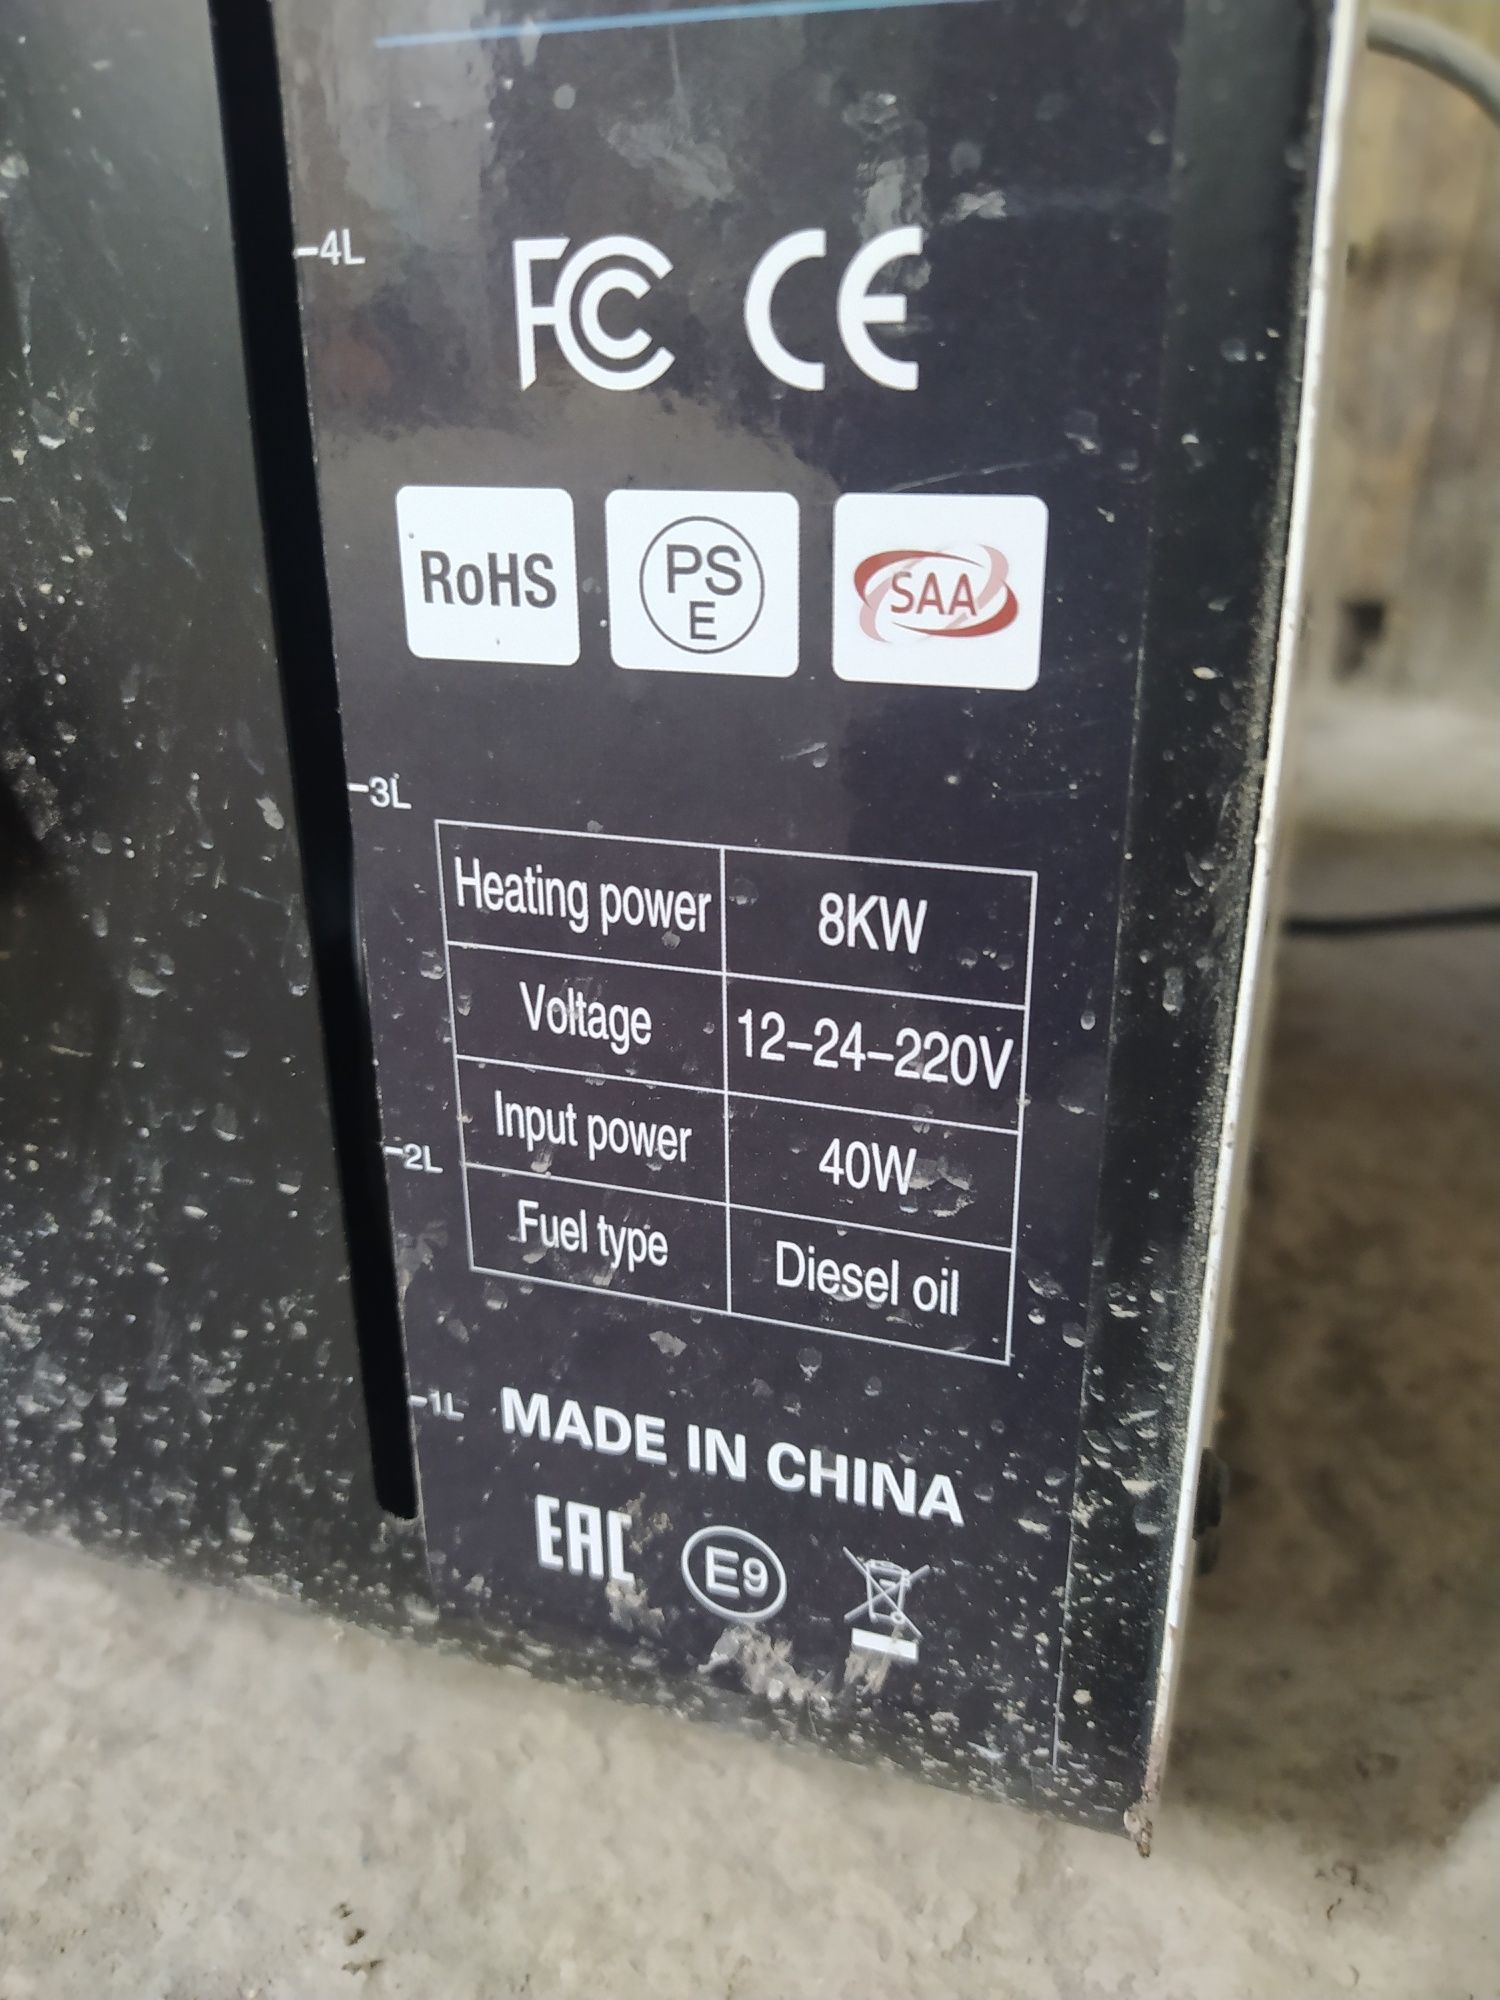 -4L
FC CE
RoHS PS E SAA
-3L
Heating power 8KW
Voltage 12-24-220V
Input power 40W
-2L
Fuel type Diesel oil
-1L
MADE IN CHINA
EAC E9